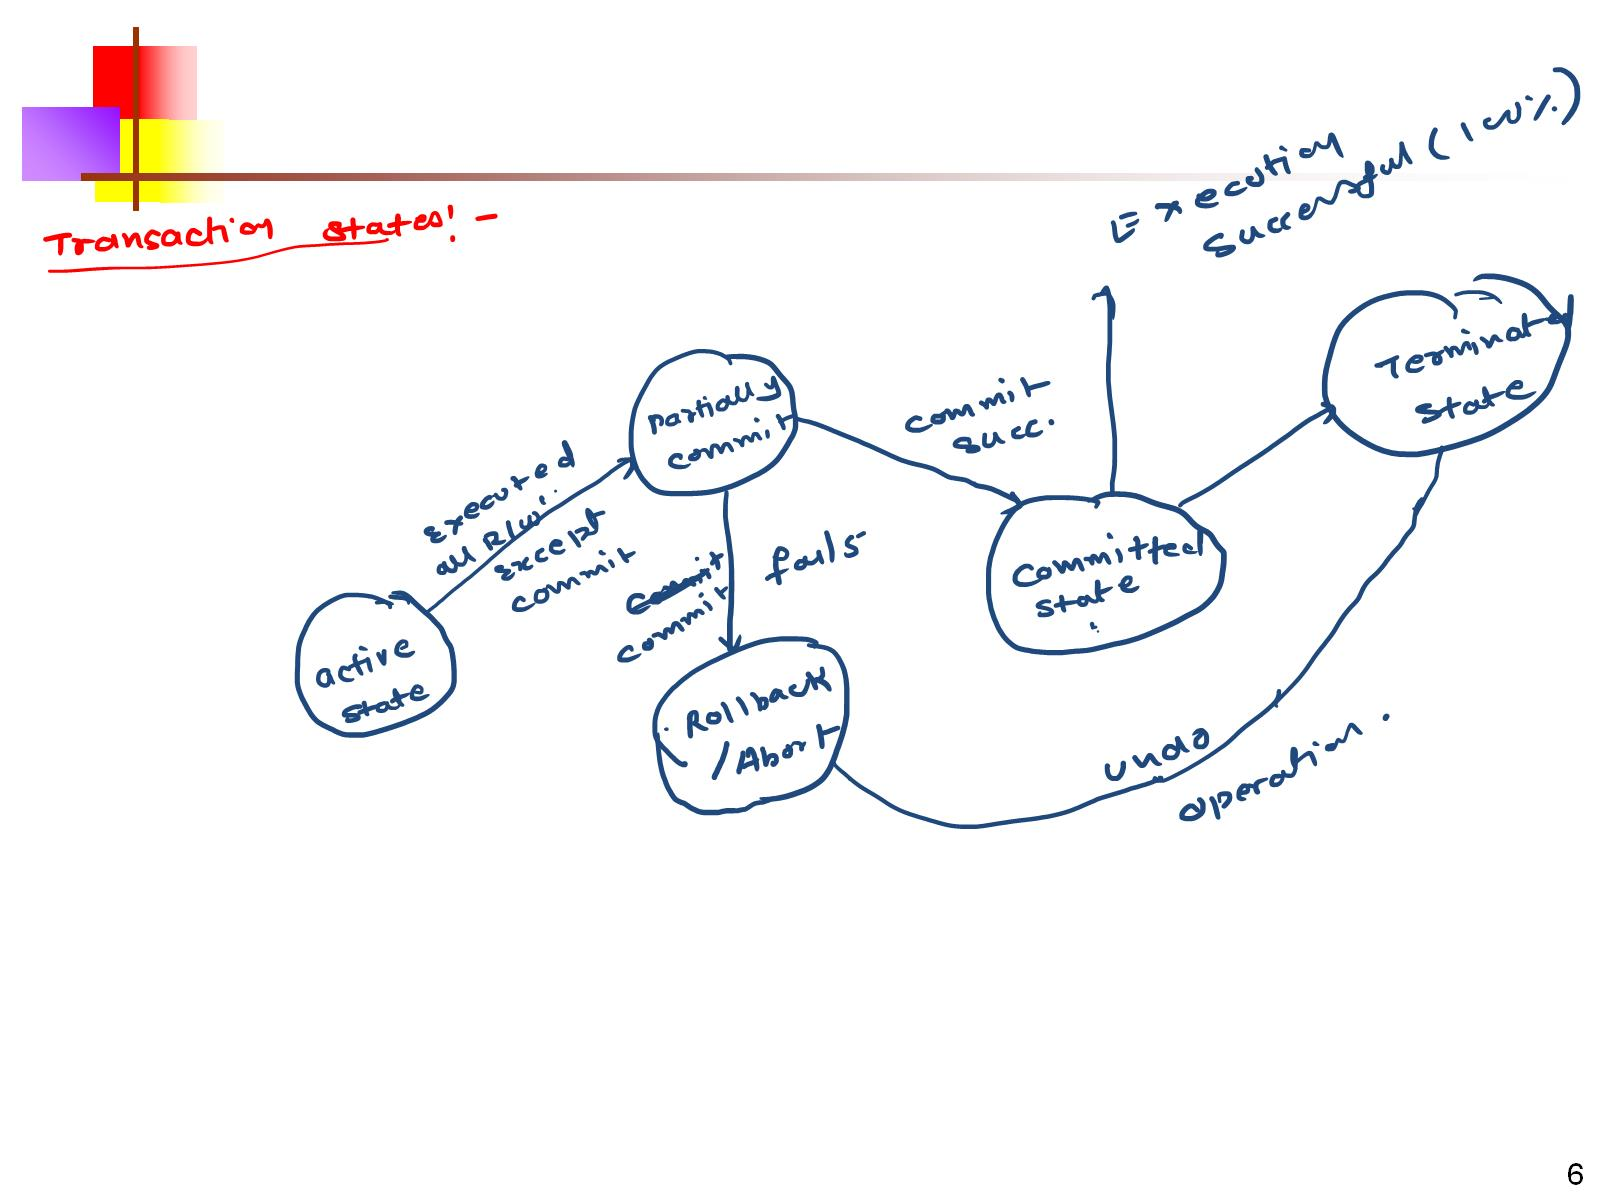 Transaction states! -
Execution
Successful (100%)
Partially
commit
commit
succ.
Terminat
state
executed
all R/W
except
commit
fails
commit
commit
Committed
state
active
state
Rollback
/Abort
undo
operation.
6